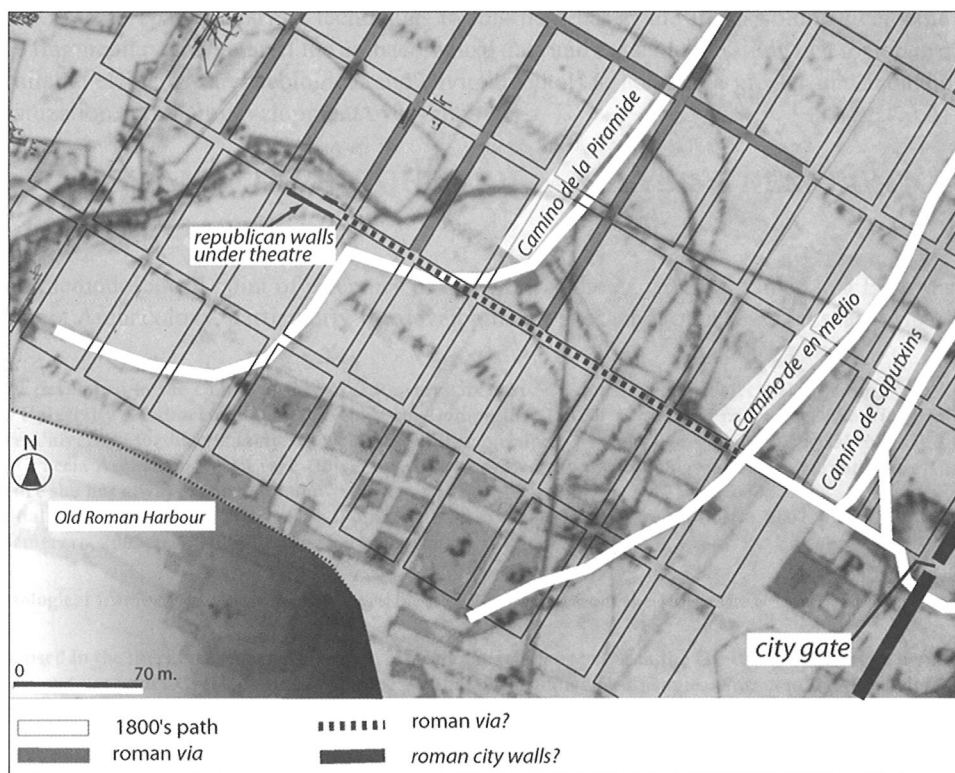 Camino de la Piramide
republican walls
under theatre
Camino de en medio
Camino de Caputxins
N
Old Roman Harbour
P
S
city gate
0 70 m.
1800's path
roman via?
roman via
roman city walls?